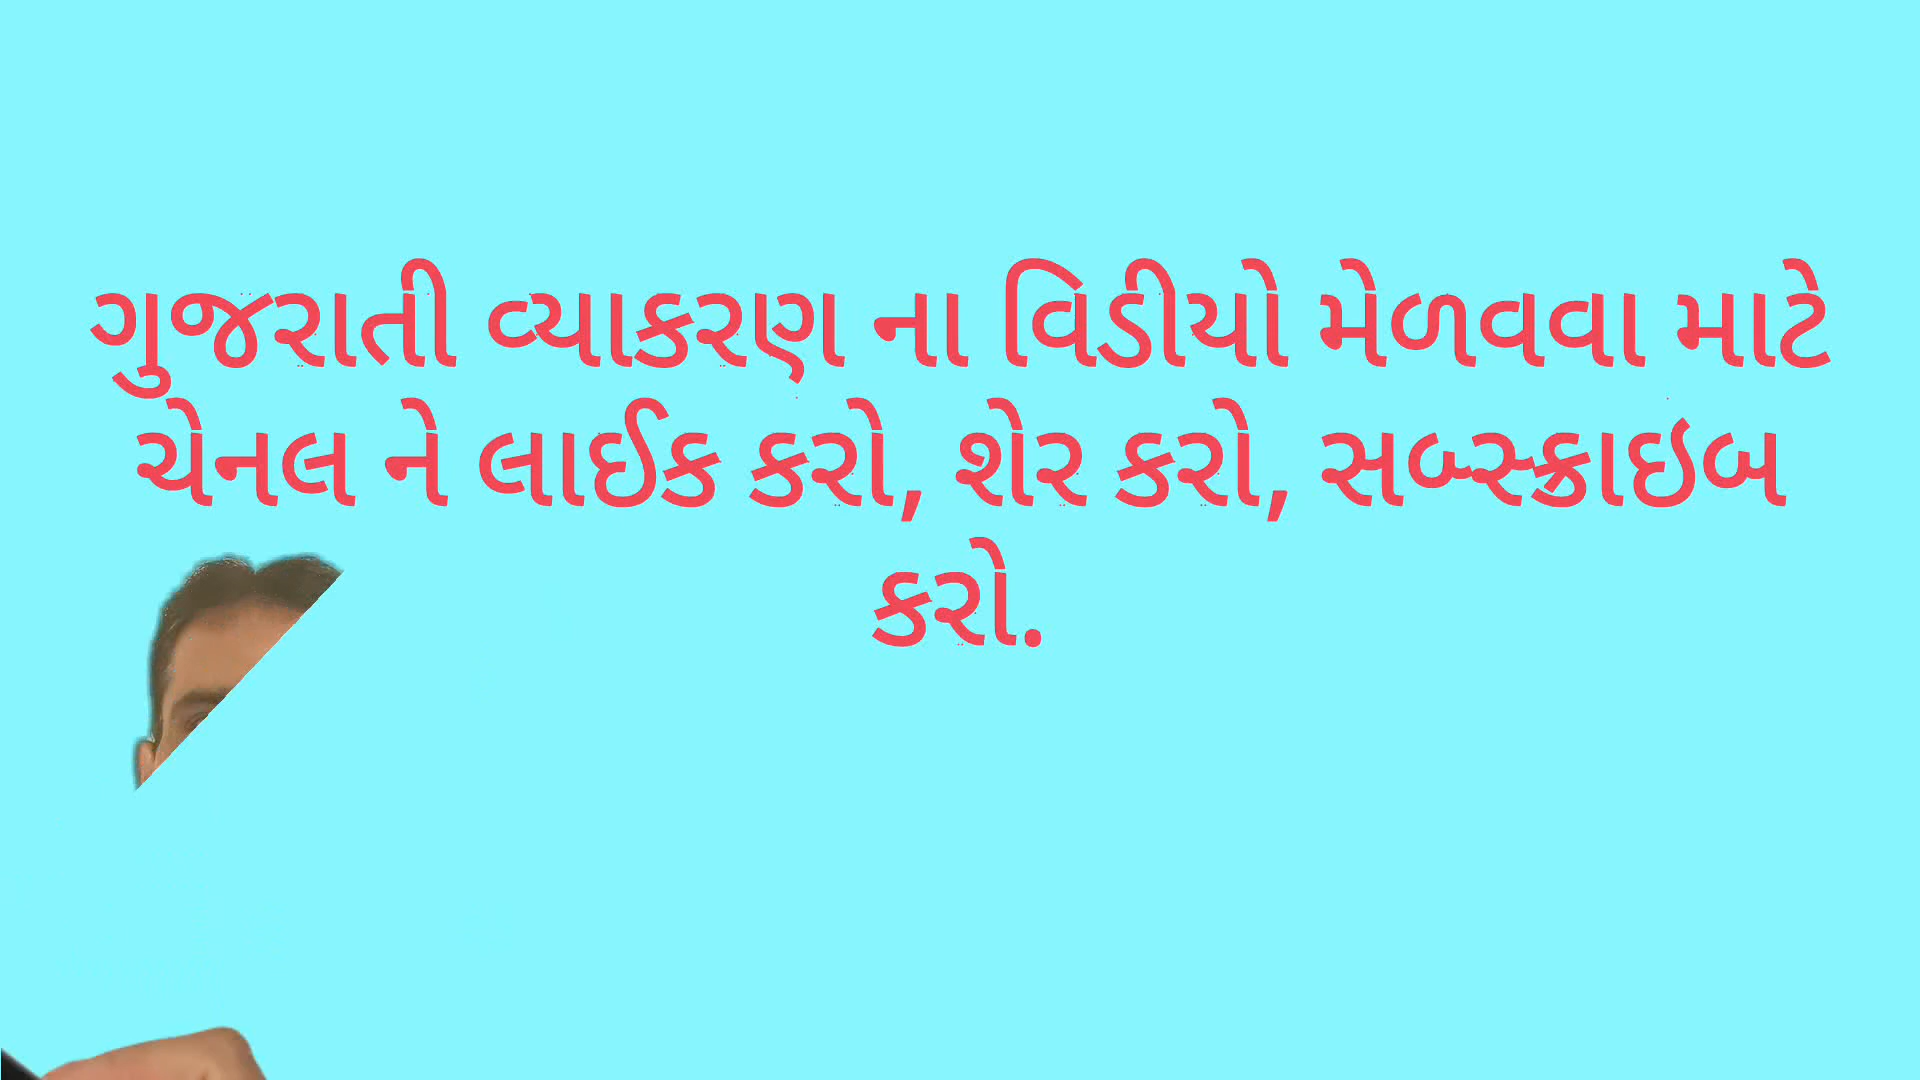 ગુજરાતી વ્યાકરણ ના વિડીયો મેળવવા માટે
ચેનલ ને લાઈક કરો, શેર કરો, સબ્સ્ક્રાઇબ
કરો.